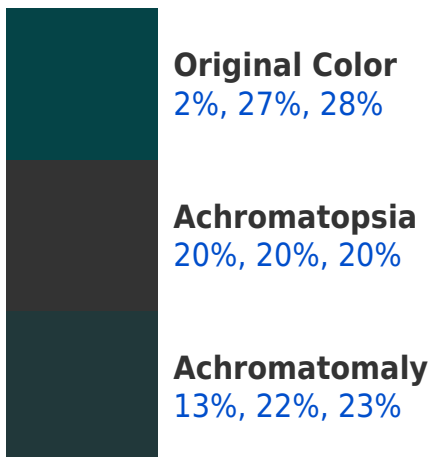 Original Color
2%, 27%, 28%
Achromatopsia
20%, 20%, 20%
Achromatomaly
13%, 22%, 23%